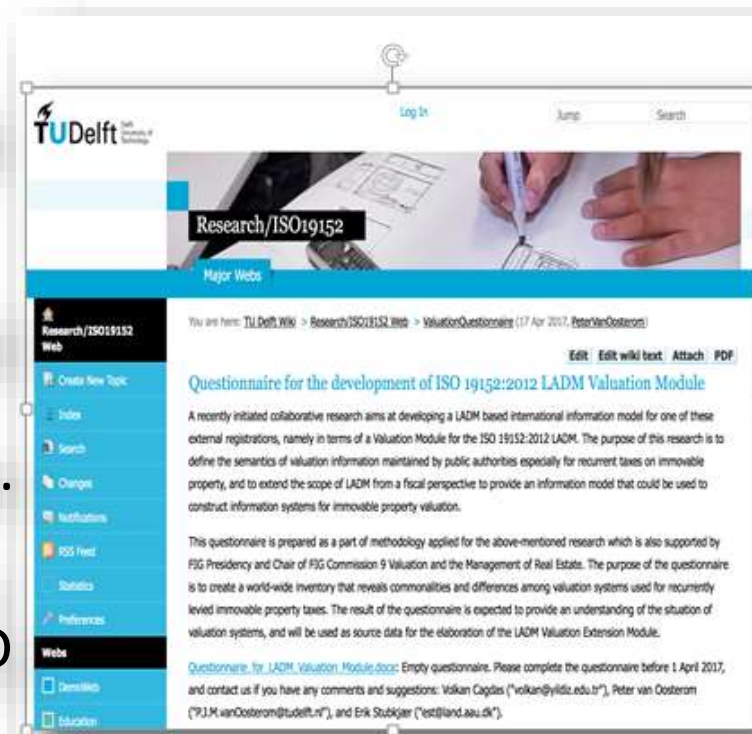 TUDelft
Delft
University of
Technology
Log In
Jump
Search
Research/ISO19152
Major Webs
Research/ISO19152
Web
Create New Topic
Index
Search
Changes
Notifications
RSS Feed
Statistics
Preferences
Webs
DemoWeb
Education
You are here: TU Delft Wiki > Research/ISO19152 Web > ValuationQuestionnaire (17 Apr 2017, PeterVanOosterom)
Edit Edit wiki text Attach PDF
Questionnaire for the development of ISO 19152:2012 LADM Valuation Module
A recently initiated collaborative research aims at developing a LADM based international information model for one of these
external registrations, namely in terms of a Valuation Module for the ISO 19152:2012 LADM. The purpose of this research is to
define the semantics of valuation information maintained by public authorities especially for recurrent taxes on immovable
property, and to extend the scope of LADM from a fiscal perspective to provide an information model that could be used to
construct information systems for immovable property valuation.
This questionnaire is prepared as a part of methodology applied for the above-mentioned research which is also supported by
FIG Presidency and Chair of FIG Commission 9 Valuation and the Management of Real Estate. The purpose of the questionnaire
is to create a world-wide inventory that reveals commonalities and differences among valuation systems used for recurrently
levied immovable property taxes. The result of the questionnaire is expected to provide an understanding of the situation of
valuation systems, and will be used as source data for the elaboration of the LADM Valuation Extension Module.
Questionnarie_for_LADM_Valuation_Module.docx: Empty questionnaire. Please complete the questionnaire before 1 April 2017,
and contact us if you have any comments and suggestions: Volkan Cagdas ("volkan@yildiz.edu.tr"), Peter van Oosterom
("P.J.M.vanOosterom@tudelft.nl"), and Erik Stubkjær ("est@land.aau.dk").